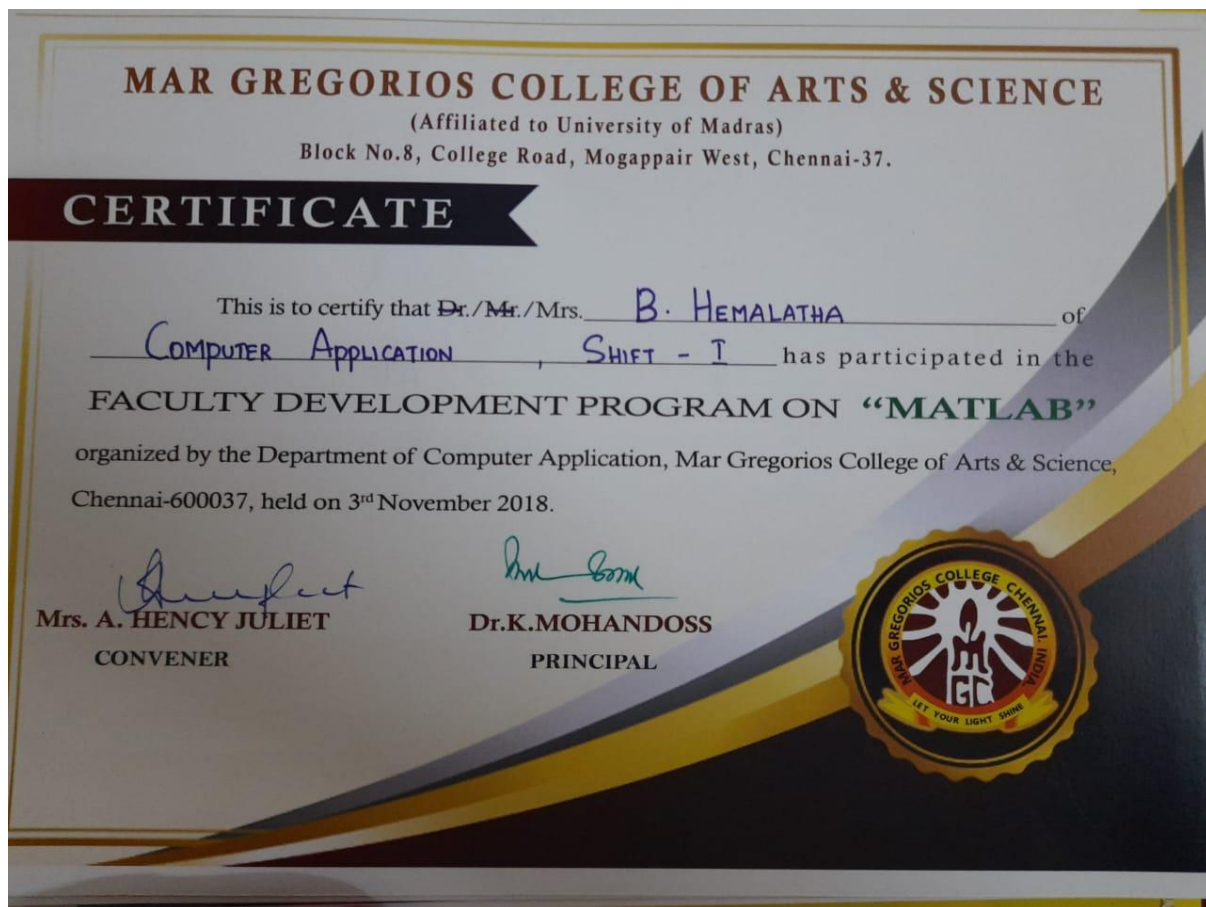 MAR GREGORIOS COLLEGE OF ARTS & SCIENCE
(Affiliated to University of Madras)
Block No.8, College Road, Mogappair West, Chennai-37.
CERTIFICATE
This is to certify that Dr./Mr./Mrs. B. HEMALATHA of
COMPUTER APPLICATION , SHIFT - I has participated in the
FACULTY DEVELOPMENT PROGRAM ON “MATLAB”
organized by the Department of Computer Application, Mar Gregorios College of Arts & Science,
Chennai-600037, held on 3rd November 2018.
Mrs. A. HENCY JULIET
CONVENER
Dr.K.MOHANDOSS
PRINCIPAL
MAR GREGORIOS COLLEGE CHENNAI. INDIA
MGC
LET YOUR LIGHT SHINE